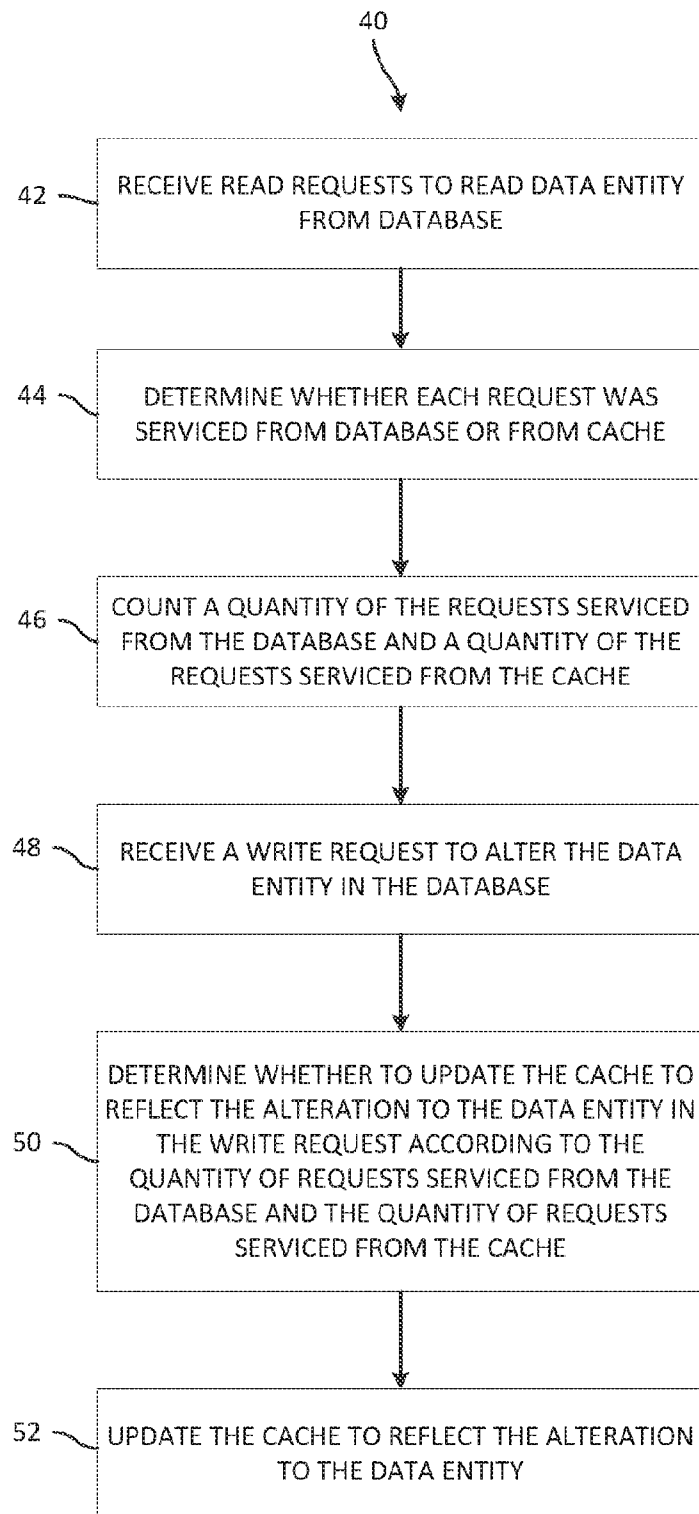 40
42
RECEIVE READ REQUESTS TO READ DATA ENTITY
FROM DATABASE
44
DETERMINE WHETHER EACH REQUEST WAS
SERVICED FROM DATABASE OR FROM CACHE
46
COUNT A QUANTITY OF THE REQUESTS SERVICED
FROM THE DATABASE AND A QUANTITY OF THE
REQUESTS SERVICED FROM THE CACHE
48
RECEIVE A WRITE REQUEST TO ALTER THE DATA
ENTITY IN THE DATABASE
50
DETERMINE WHETHER TO UPDATE THE CACHE TO
REFLECT THE ALTERATION TO THE DATA ENTITY IN
THE WRITE REQUEST ACCORDING TO THE
QUANTITY OF REQUESTS SERVICED FROM THE
DATABASE AND THE QUANTITY OF REQUESTS
SERVICED FROM THE CACHE
52
UPDATE THE CACHE TO REFLECT THE ALTERATION
TO THE DATA ENTITY